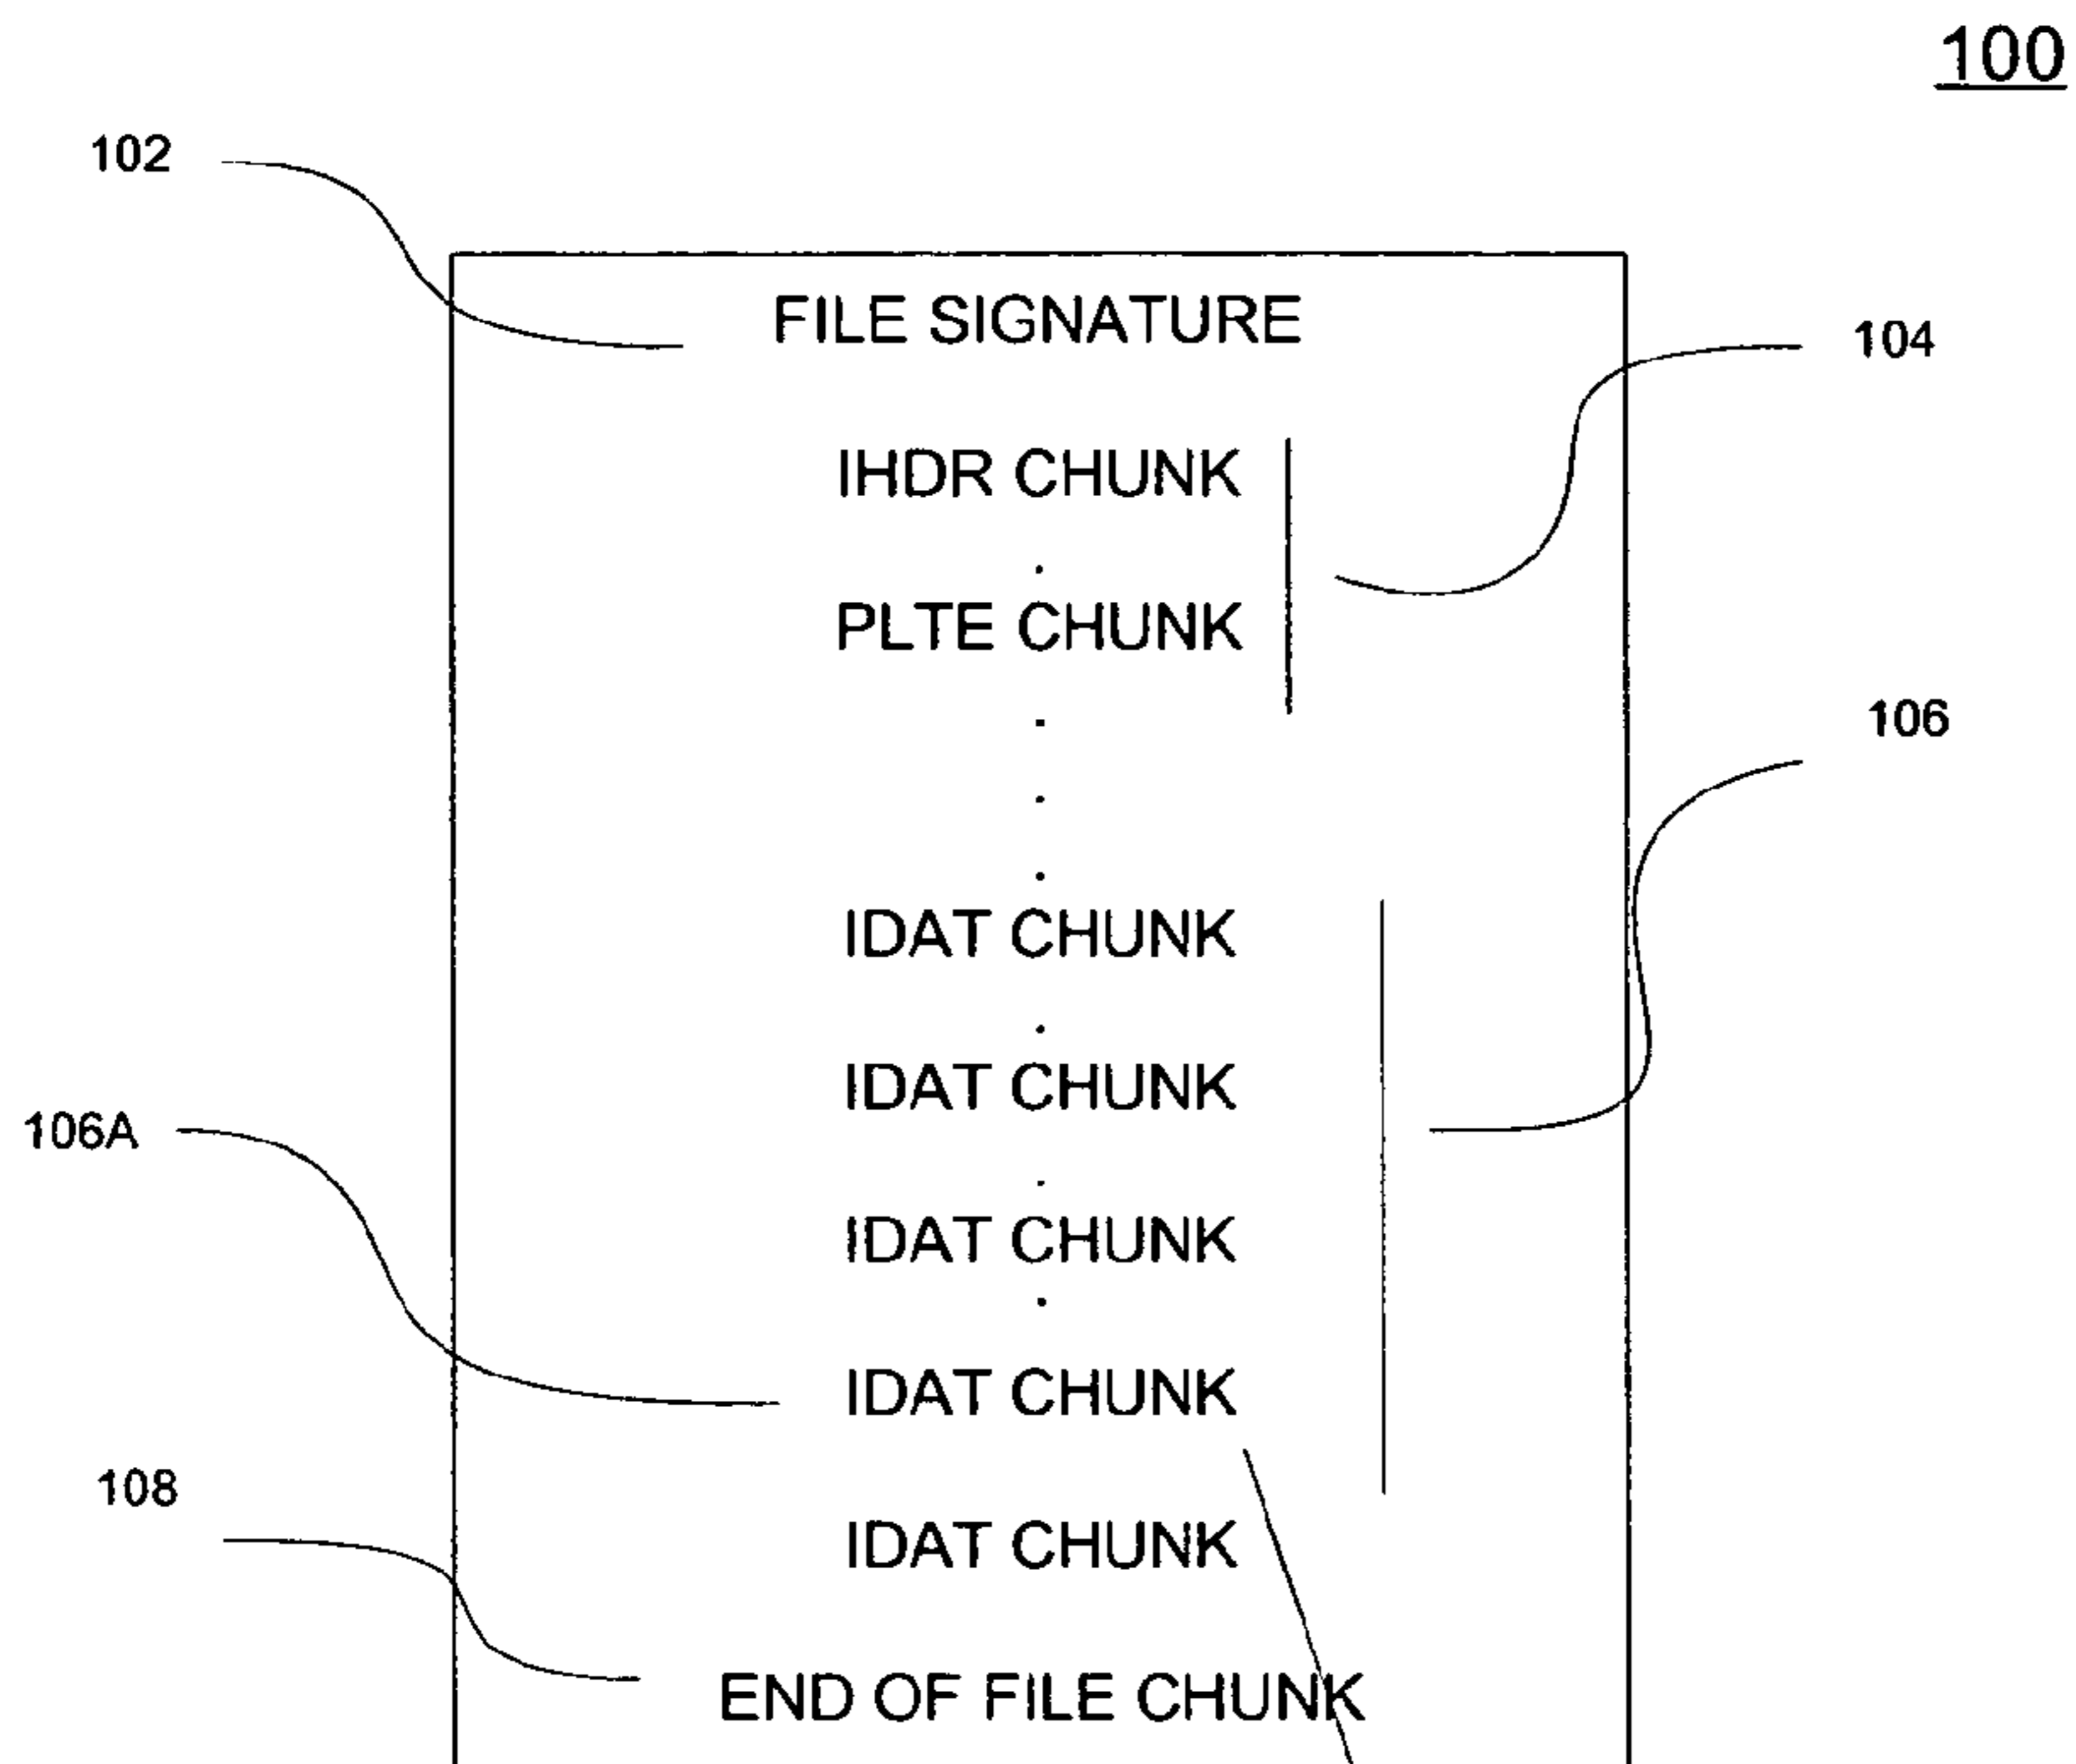 100
102
FILE SIGNATURE
104
IHDR CHUNK
.
PLTE CHUNK
.
106
.
.
IDAT CHUNK
.
IDAT CHUNK
106A
.
IDAT CHUNK
.
IDAT CHUNK
108
IDAT CHUNK
END OF FILE CHUNK